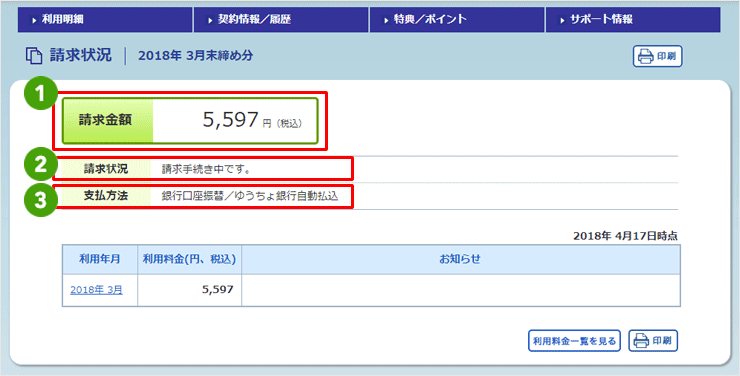 利用明細 契約情報／履歴 特典／ポイント サポート情報
請求状況 2018年 3月末締め分 印刷
1
請求金額 5,597 円（税込）
2 請求状況 請求手続き中です。
3 支払方法 銀行口座振替／ゆうちょ銀行自動払込
2018年 4月17日時点
利用年月 利用料金(円、税込) お知らせ
2018年 3月 5,597
利用料金一覧を見る 印刷